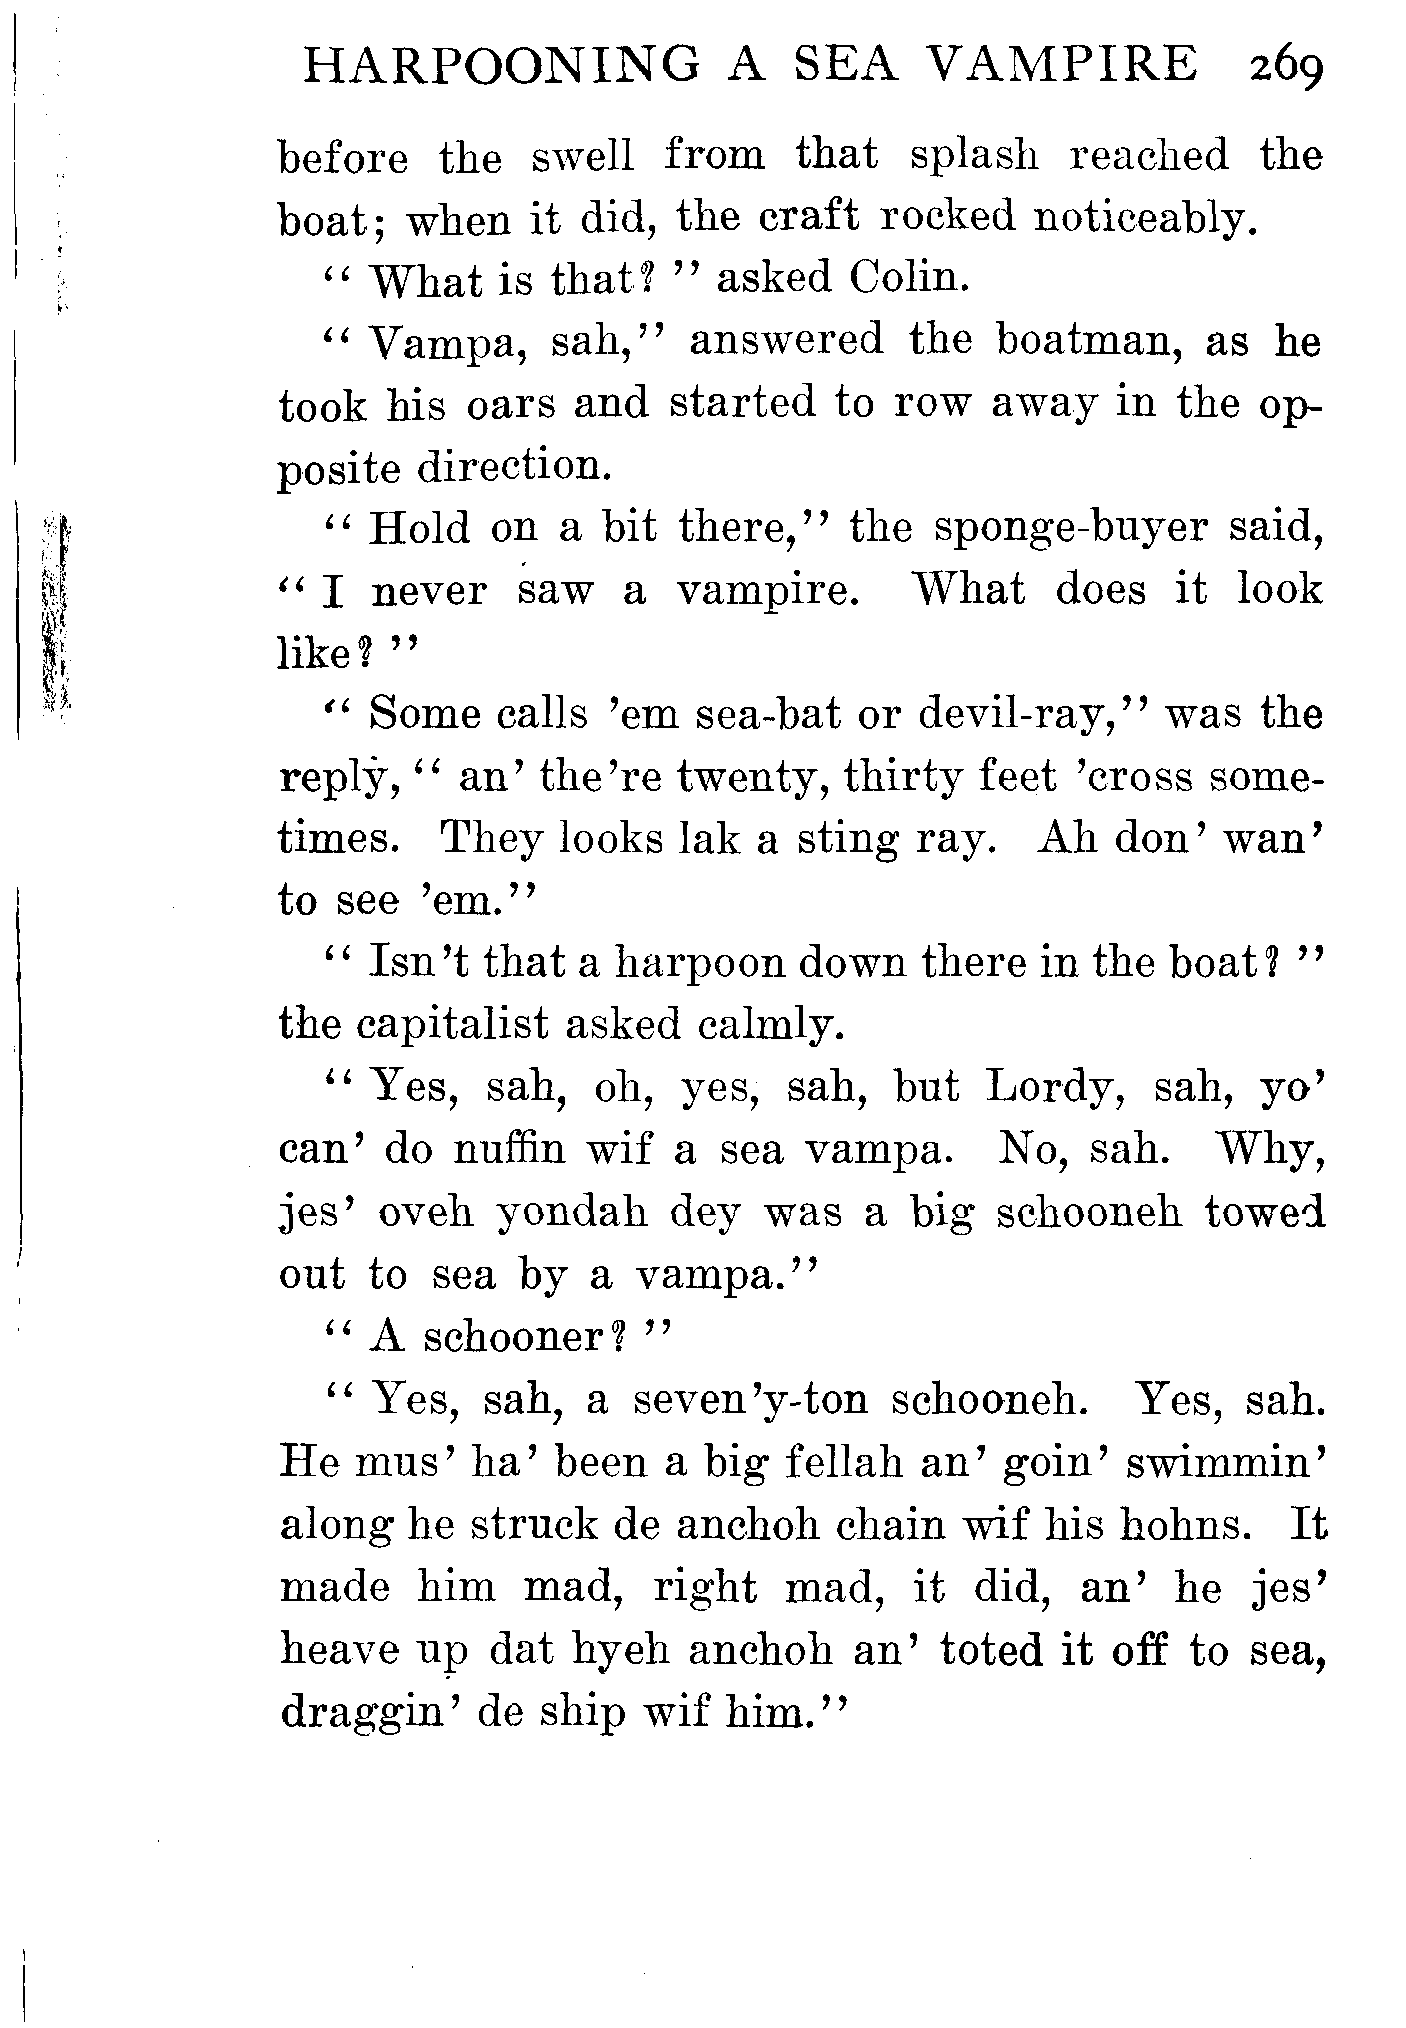 HARPOONING A SEA VAMPIRE 269
before the swell from that splash reached the
boat; when it did, the craft rocked noticeably.
“ What is that? ” asked Colin.
“ Vampa, sah,” answered the boatman, as he
took his oars and started to row away in the op-
posite direction.
“ Hold on a bit there,” the sponge-buyer said,
“ I never saw a vampire. What does it look
like? ”
“ Some calls ’em sea-bat or devil-ray,” was the
reply, “ an’ the’re twenty, thirty feet ’cross some-
times. They looks lak a sting ray. Ah don’ wan’
to see ’em.”
“ Isn’t that a harpoon down there in the boat? ”
the capitalist asked calmly.
“ Yes, sah, oh, yes, sah, but Lordy, sah, yo’
can’ do nuffin wif a sea vampa. No, sah. Why,
jes’ oveh yondah dey was a big schooneh towed
out to sea by a vampa.”
“ A schooner? ”
“ Yes, sah, a seven’y-ton schooneh. Yes, sah.
He mus’ ha’ been a big fellah an’ goin’ swimmin’
along he struck de anchoh chain wif his hohns. It
made him mad, right mad, it did, an’ he jes’
heave up dat hyeh anchoh an’ toted it off to sea,
draggin’ de ship wif him.”